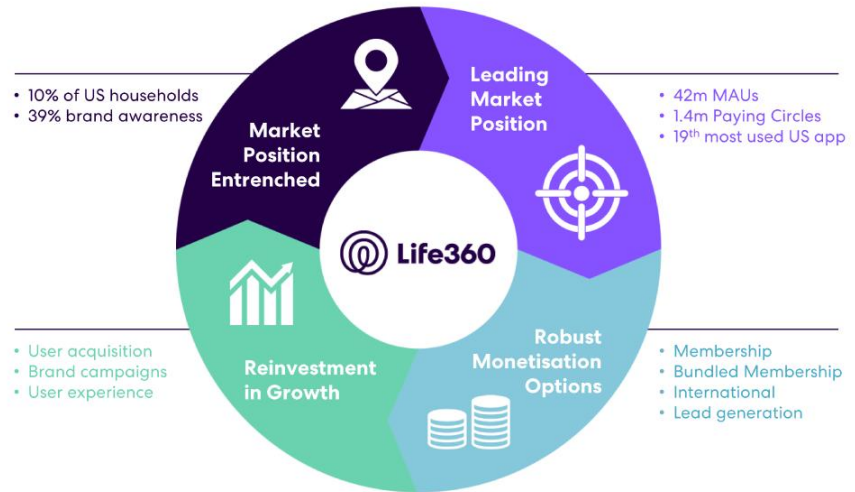 • 10% of US households
• 39% brand awareness
Market
Position
Entrenched
Leading
Market
Position
• 42m MAUs
• 1.4m Paying Circles
• 19th most used US app
Life360
• User acquisition
• Brand campaigns
• User experience
Reinvestment
in Growth
Robust
Monetisation
Options
• Membership
• Bundled Membership
• International
• Lead generation